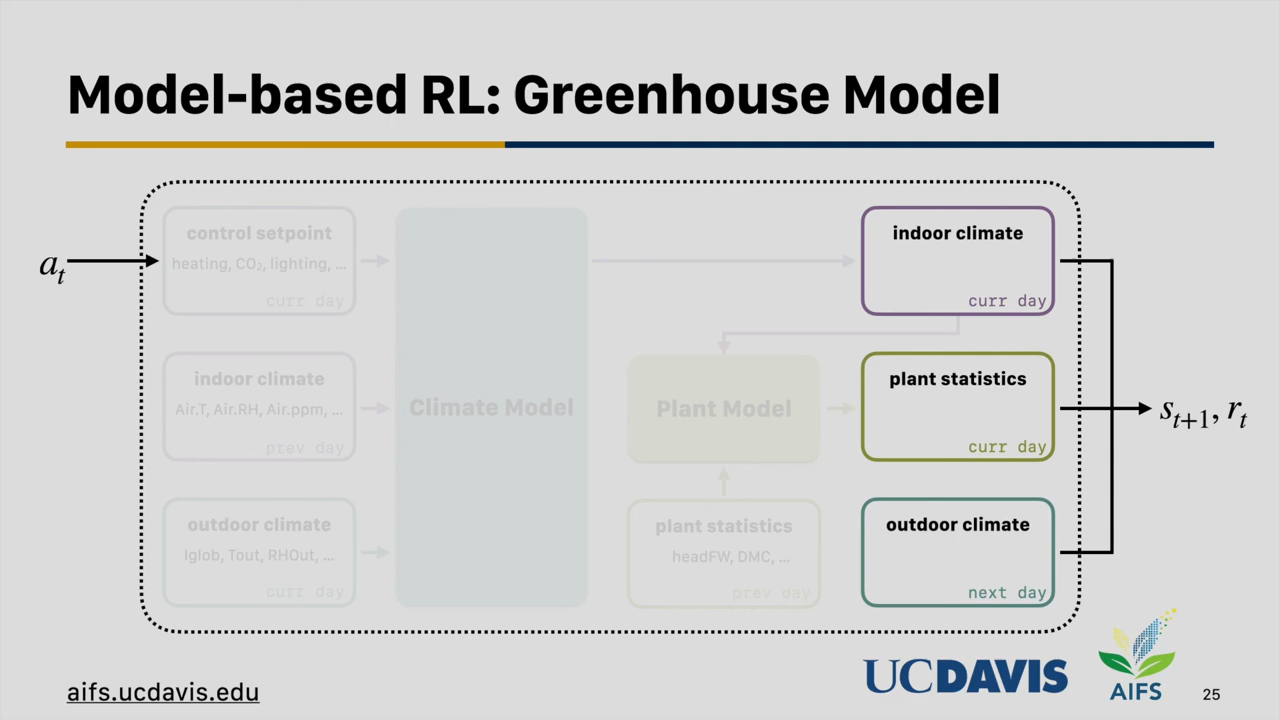 Model-based RL: Greenhouse Model
control setpoint
heating, CO₂, lighting, ...
curr day
indoor climate
Air.T, Air.RH, Air.ppm, ...
prev day
outdoor climate
Iglob, Tout, RHOut, ...
curr day
Climate Model
Plant Model
plant statistics
headFW, DMC, ...
prev day
indoor climate
curr day
plant statistics
curr day
outdoor climate
next day
aₜ
sₜ₊₁, rₜ
aifs.ucdavis.edu
UCDAVIS
AIFS
25